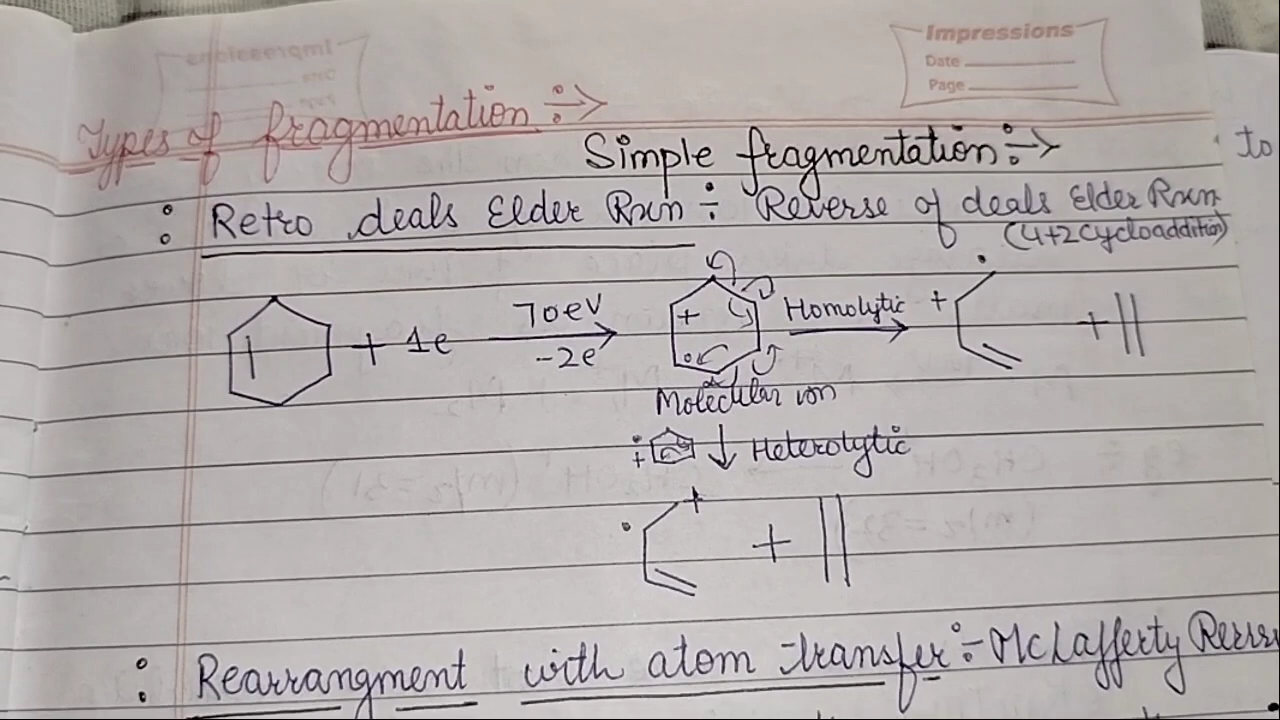 Impressions
Date
Page
Types of fragmentation :->
Simple fragmentation :->
to
: Retro deals Elder Rxn ÷ Reverse of deals Elder Rxn
(4+2 cycloaddition)
+ 1e 70ev -2e + Homolytic + +
Molecular ion
+ Heterolytic
+ +
: Rearrangment with atom transfer ÷ McLafferty